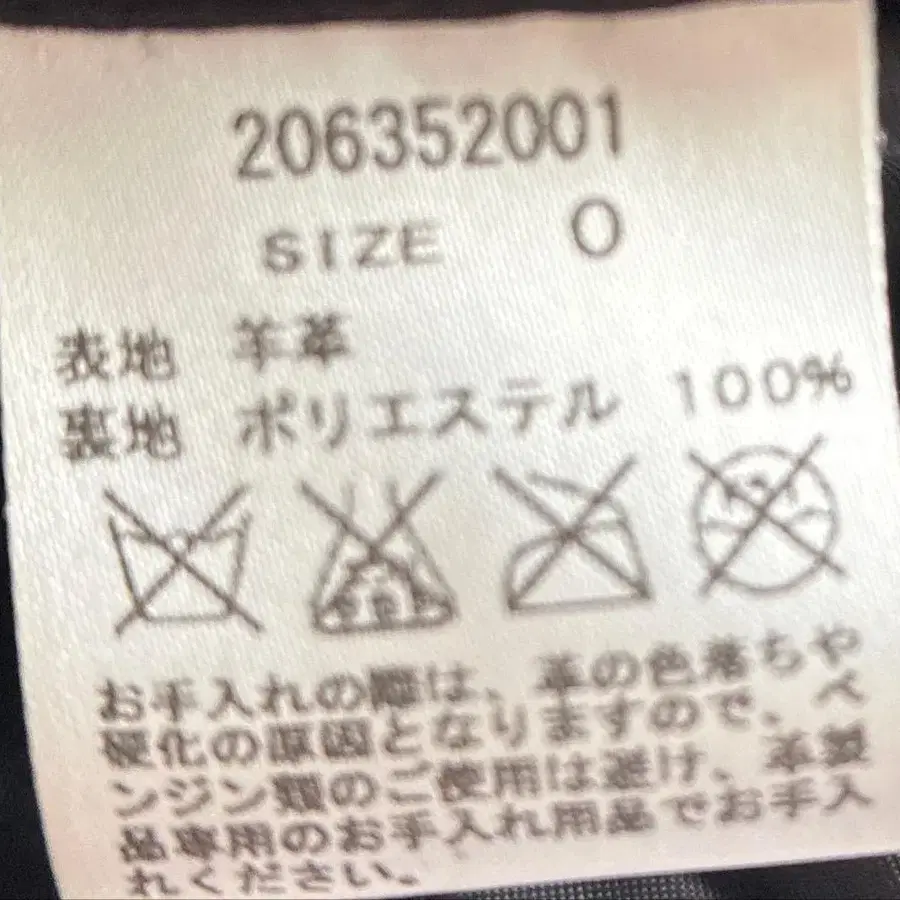 206352001
SIZE O
表地 羊革
裏地 ポリエステル 100%
お手入れの際は、革の色落ちや
硬化の原因となりますので、ベ
ンジン類のご使用は避け、革製
品専用のお手入れ用品でお手入
れください。